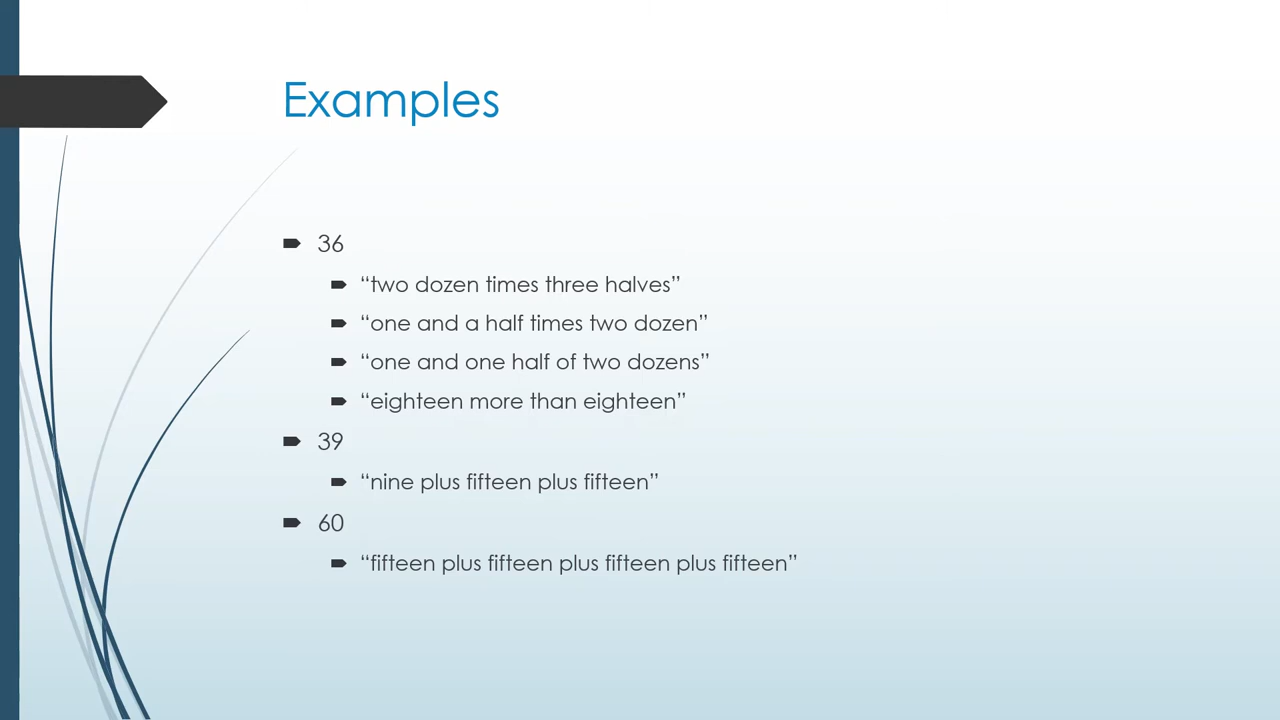 Examples
36
“two dozen times three halves”
“one and a half times two dozen”
“one and one half of two dozens”
“eighteen more than eighteen”
39
“nine plus fifteen plus fifteen”
60
“fifteen plus fifteen plus fifteen plus fifteen”